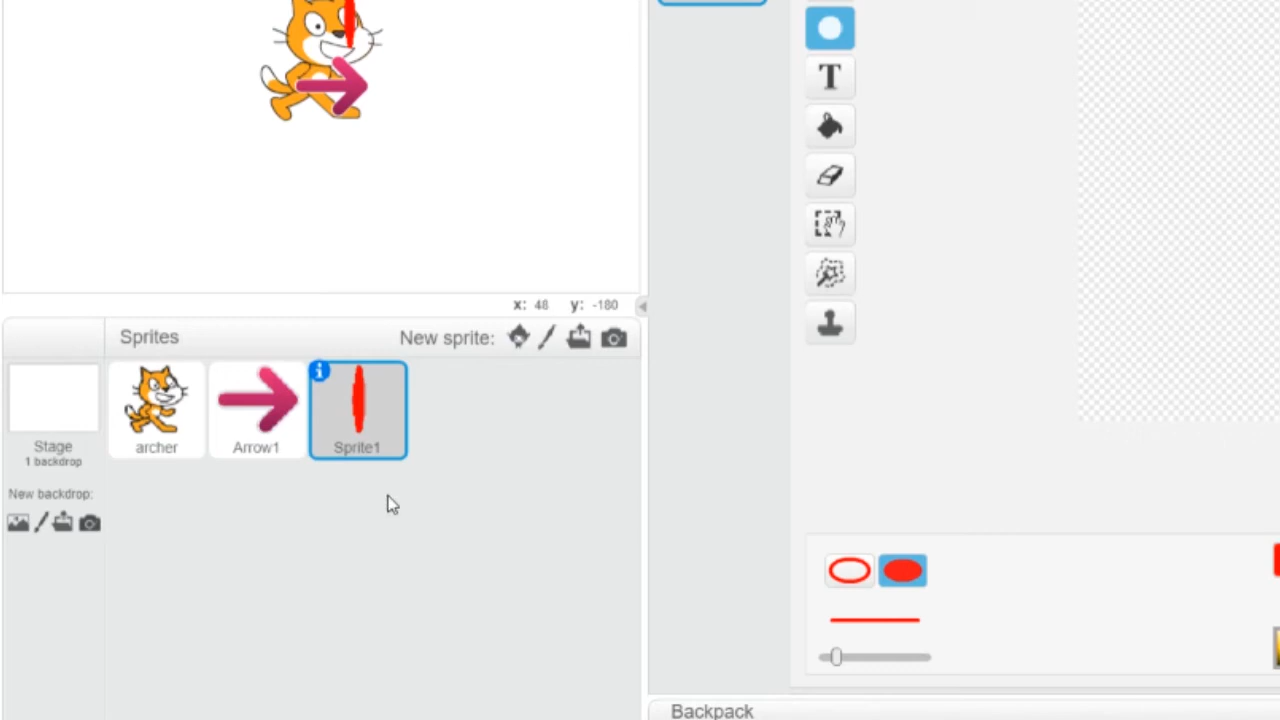 T
x: 48 y: -180
Sprites New sprite:
archer Arrow1 Sprite1
Stage
1 backdrop
New backdrop:
Backpack